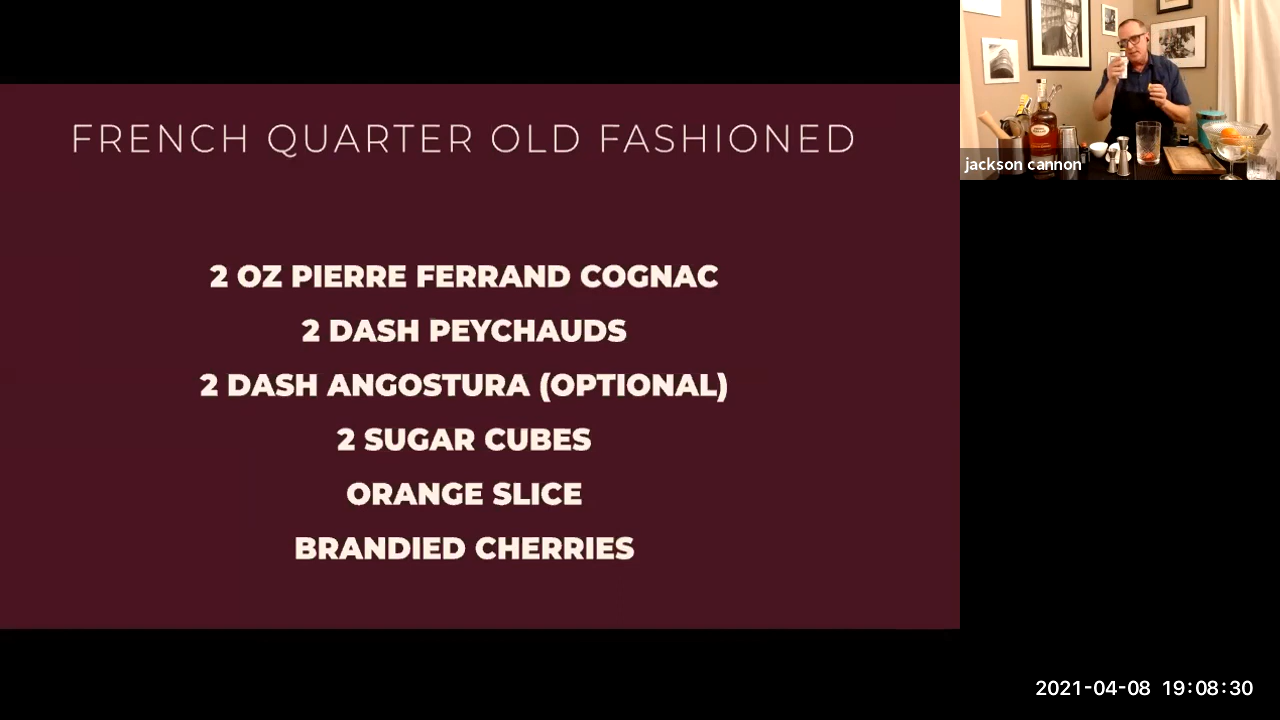 FRENCH QUARTER OLD FASHIONED
2 OZ PIERRE FERRAND COGNAC
2 DASH PEYCHAUDS
2 DASH ANGOSTURA (OPTIONAL)
2 SUGAR CUBES
ORANGE SLICE
BRANDIED CHERRIES
jackson cannon
2021-04-08 19:08:30